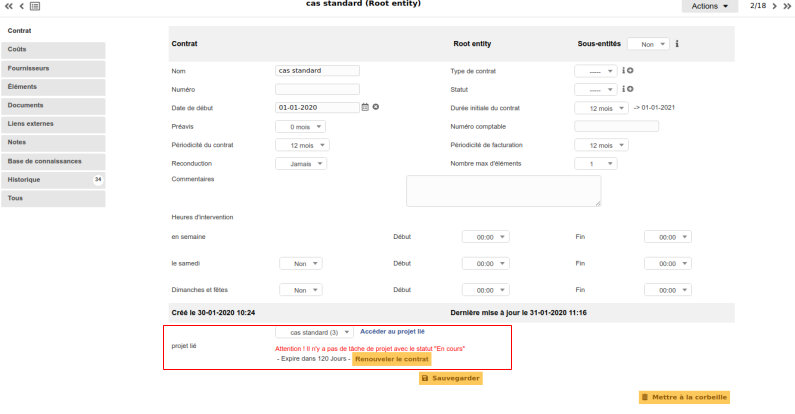 cas standard (Root entity)
Actions
2/18
Contrat
Coûts
Fournisseurs
Éléments
Documents
Liens externes
Notes
Base de connaissances
Historique 34
Tous
Contrat Root entity Sous-entités Non
Nom cas standard Type de contrat -----
Numéro Statut -----
Date de début 01-01-2020 Durée initiale du contrat 12 mois -> 01-01-2021
Préavis 0 mois Numéro comptable
Périodicité du contrat 12 mois Périodicité de facturation 12 mois
Reconduction Jamais Nombre max d'éléments 1
Commentaires
Heures d'intervention
en semaine Début 00:00 Fin 00:00
le samedi Non Début 00:00 Fin 00:00
Dimanches et fêtes Non Début 00:00 Fin 00:00
Créé le 30-01-2020 10:24 Dernière mise à jour le 31-01-2020 11:16
cas standard (3) Accéder au projet lié
projet lié
Attention ! Il n'y a pas de tâche de projet avec le statut "En cours"
- Expire dans 120 Jours - Renouveler le contrat
Sauvegarder
Mettre à la corbeille